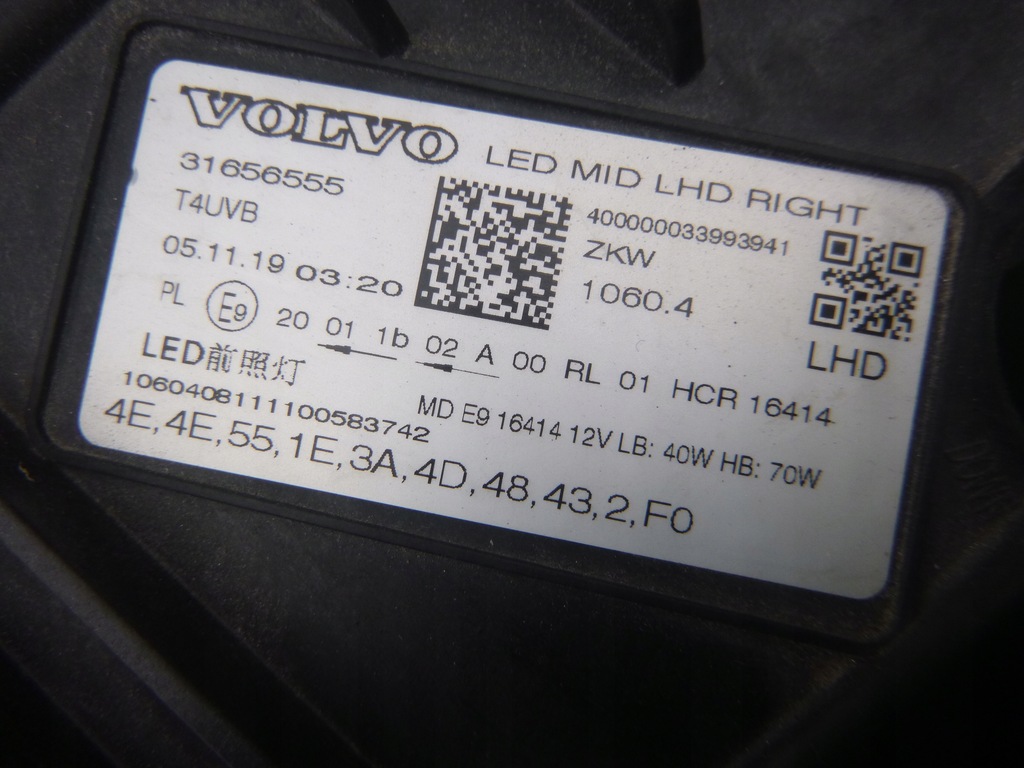 VOLVO LED MID LHD RIGHT
31656555 400000033993941
T4UVB ZKW
05.11.19 03:20 1060.4
LHD
PL E9 20 01 1b 02 A 00 RL 01 HCR 16414
LED前照灯 MD E9 16414 12V LB: 40W HB: 70W
1060408111100583742
4E,4E,55,1E,3A,4D,48,43,2,F0